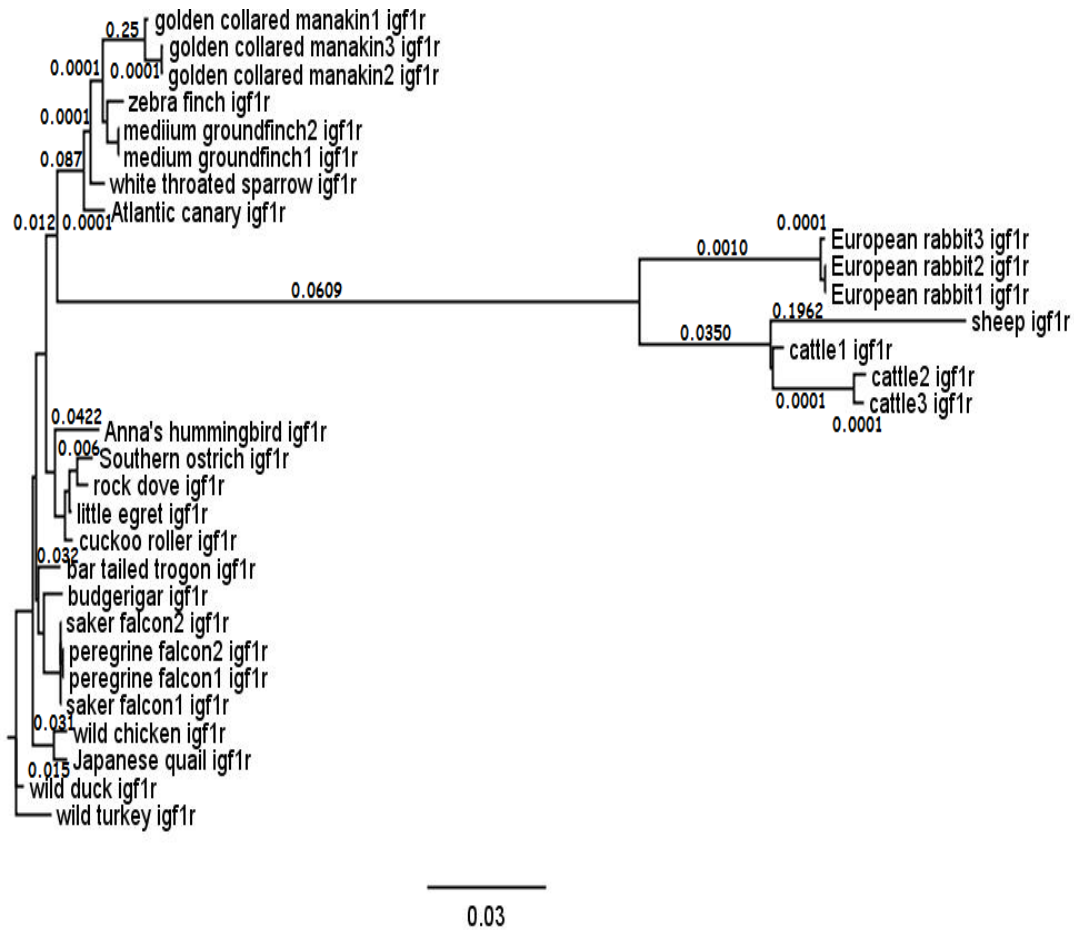 golden collared manakin1 igf1r
0.25
golden collared manakin3 igf1r
0.0001 0.0001
golden collared manakin2 igf1r
zebra finch igf1r
0.0001
mediium groundfinch2 igf1r
0.087
medium groundfinch1 igf1r
white throated sparrow igf1r
Atlantic canary igf1r
0.012 0.0001
0.0001
European rabbit3 igf1r
0.0010
European rabbit2 igf1r
0.0609
European rabbit1 igf1r
0.1962
sheep igf1r
0.0350
cattle1 igf1r
cattle2 igf1r
0.0001
cattle3 igf1r
0.0001
0.0422
Anna's hummingbird igf1r
0.006
Southern ostrich igf1r
rock dove igf1r
little egret igf1r
cuckoo roller igf1r
0.032
bar tailed trogon igf1r
budgerigar igf1r
saker falcon2 igf1r
peregrine falcon2 igf1r
peregrine falcon1 igf1r
saker falcon1 igf1r
0.031
wild chicken igf1r
Japanese quail igf1r
0.015
wild duck igf1r
wild turkey igf1r
0.03